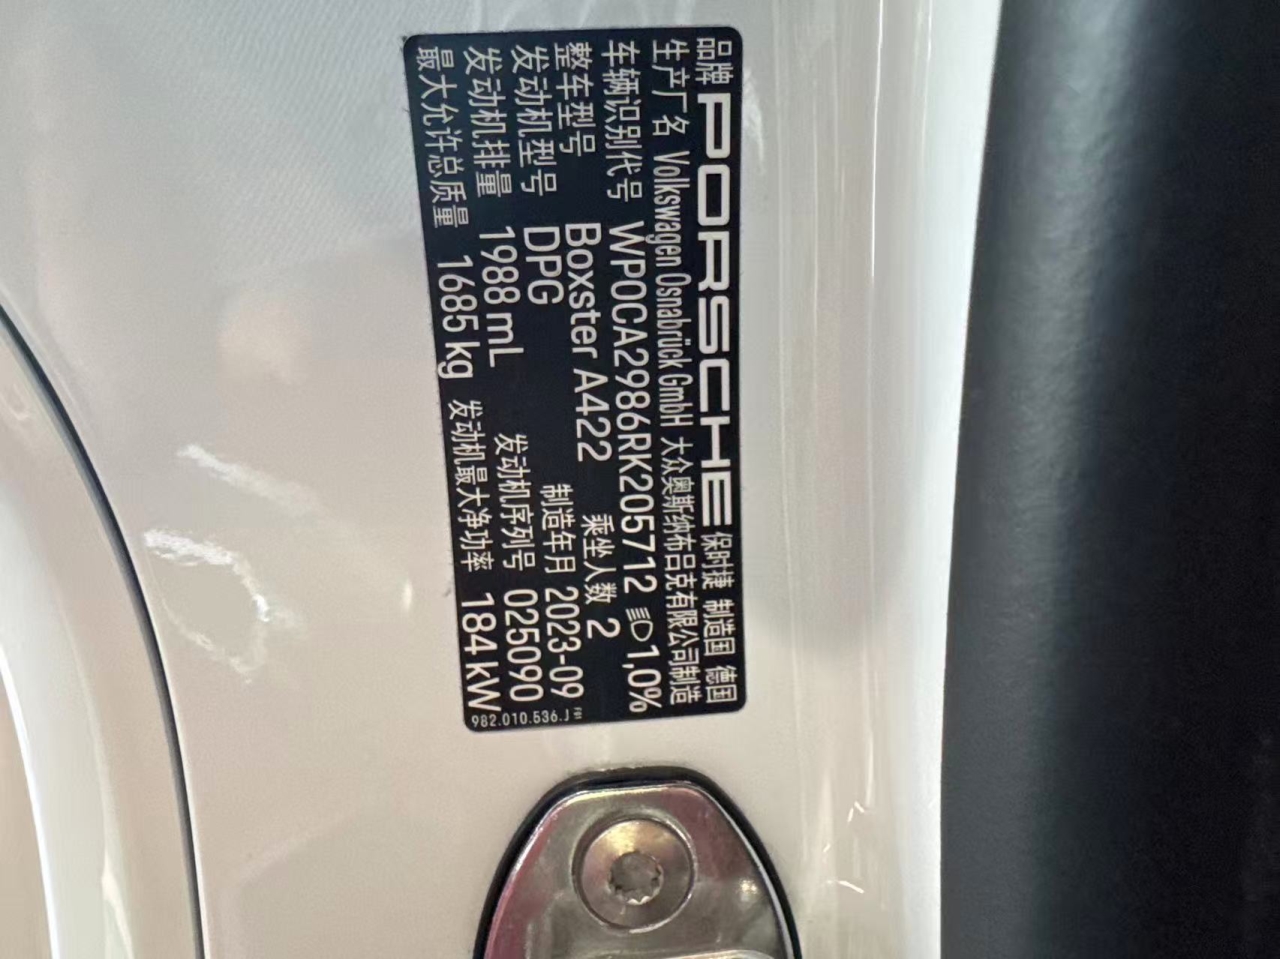 品牌 PORSCHE 保时捷 制造国 德国
生产厂名 Volkswagen Osnabrück GmbH 大众奥斯纳布吕克有限公司制造
车辆识别代号 WP0CA2986RK205712 1,0%
整车型号 Boxster A422 乘坐人数 2
发动机型号 DPG 制造年月 2023-09
发动机排量 1988 mL 发动机序列号 025090
最大允许总质量 1685 kg 发动机最大净功率 184 kW
982.010.536.J